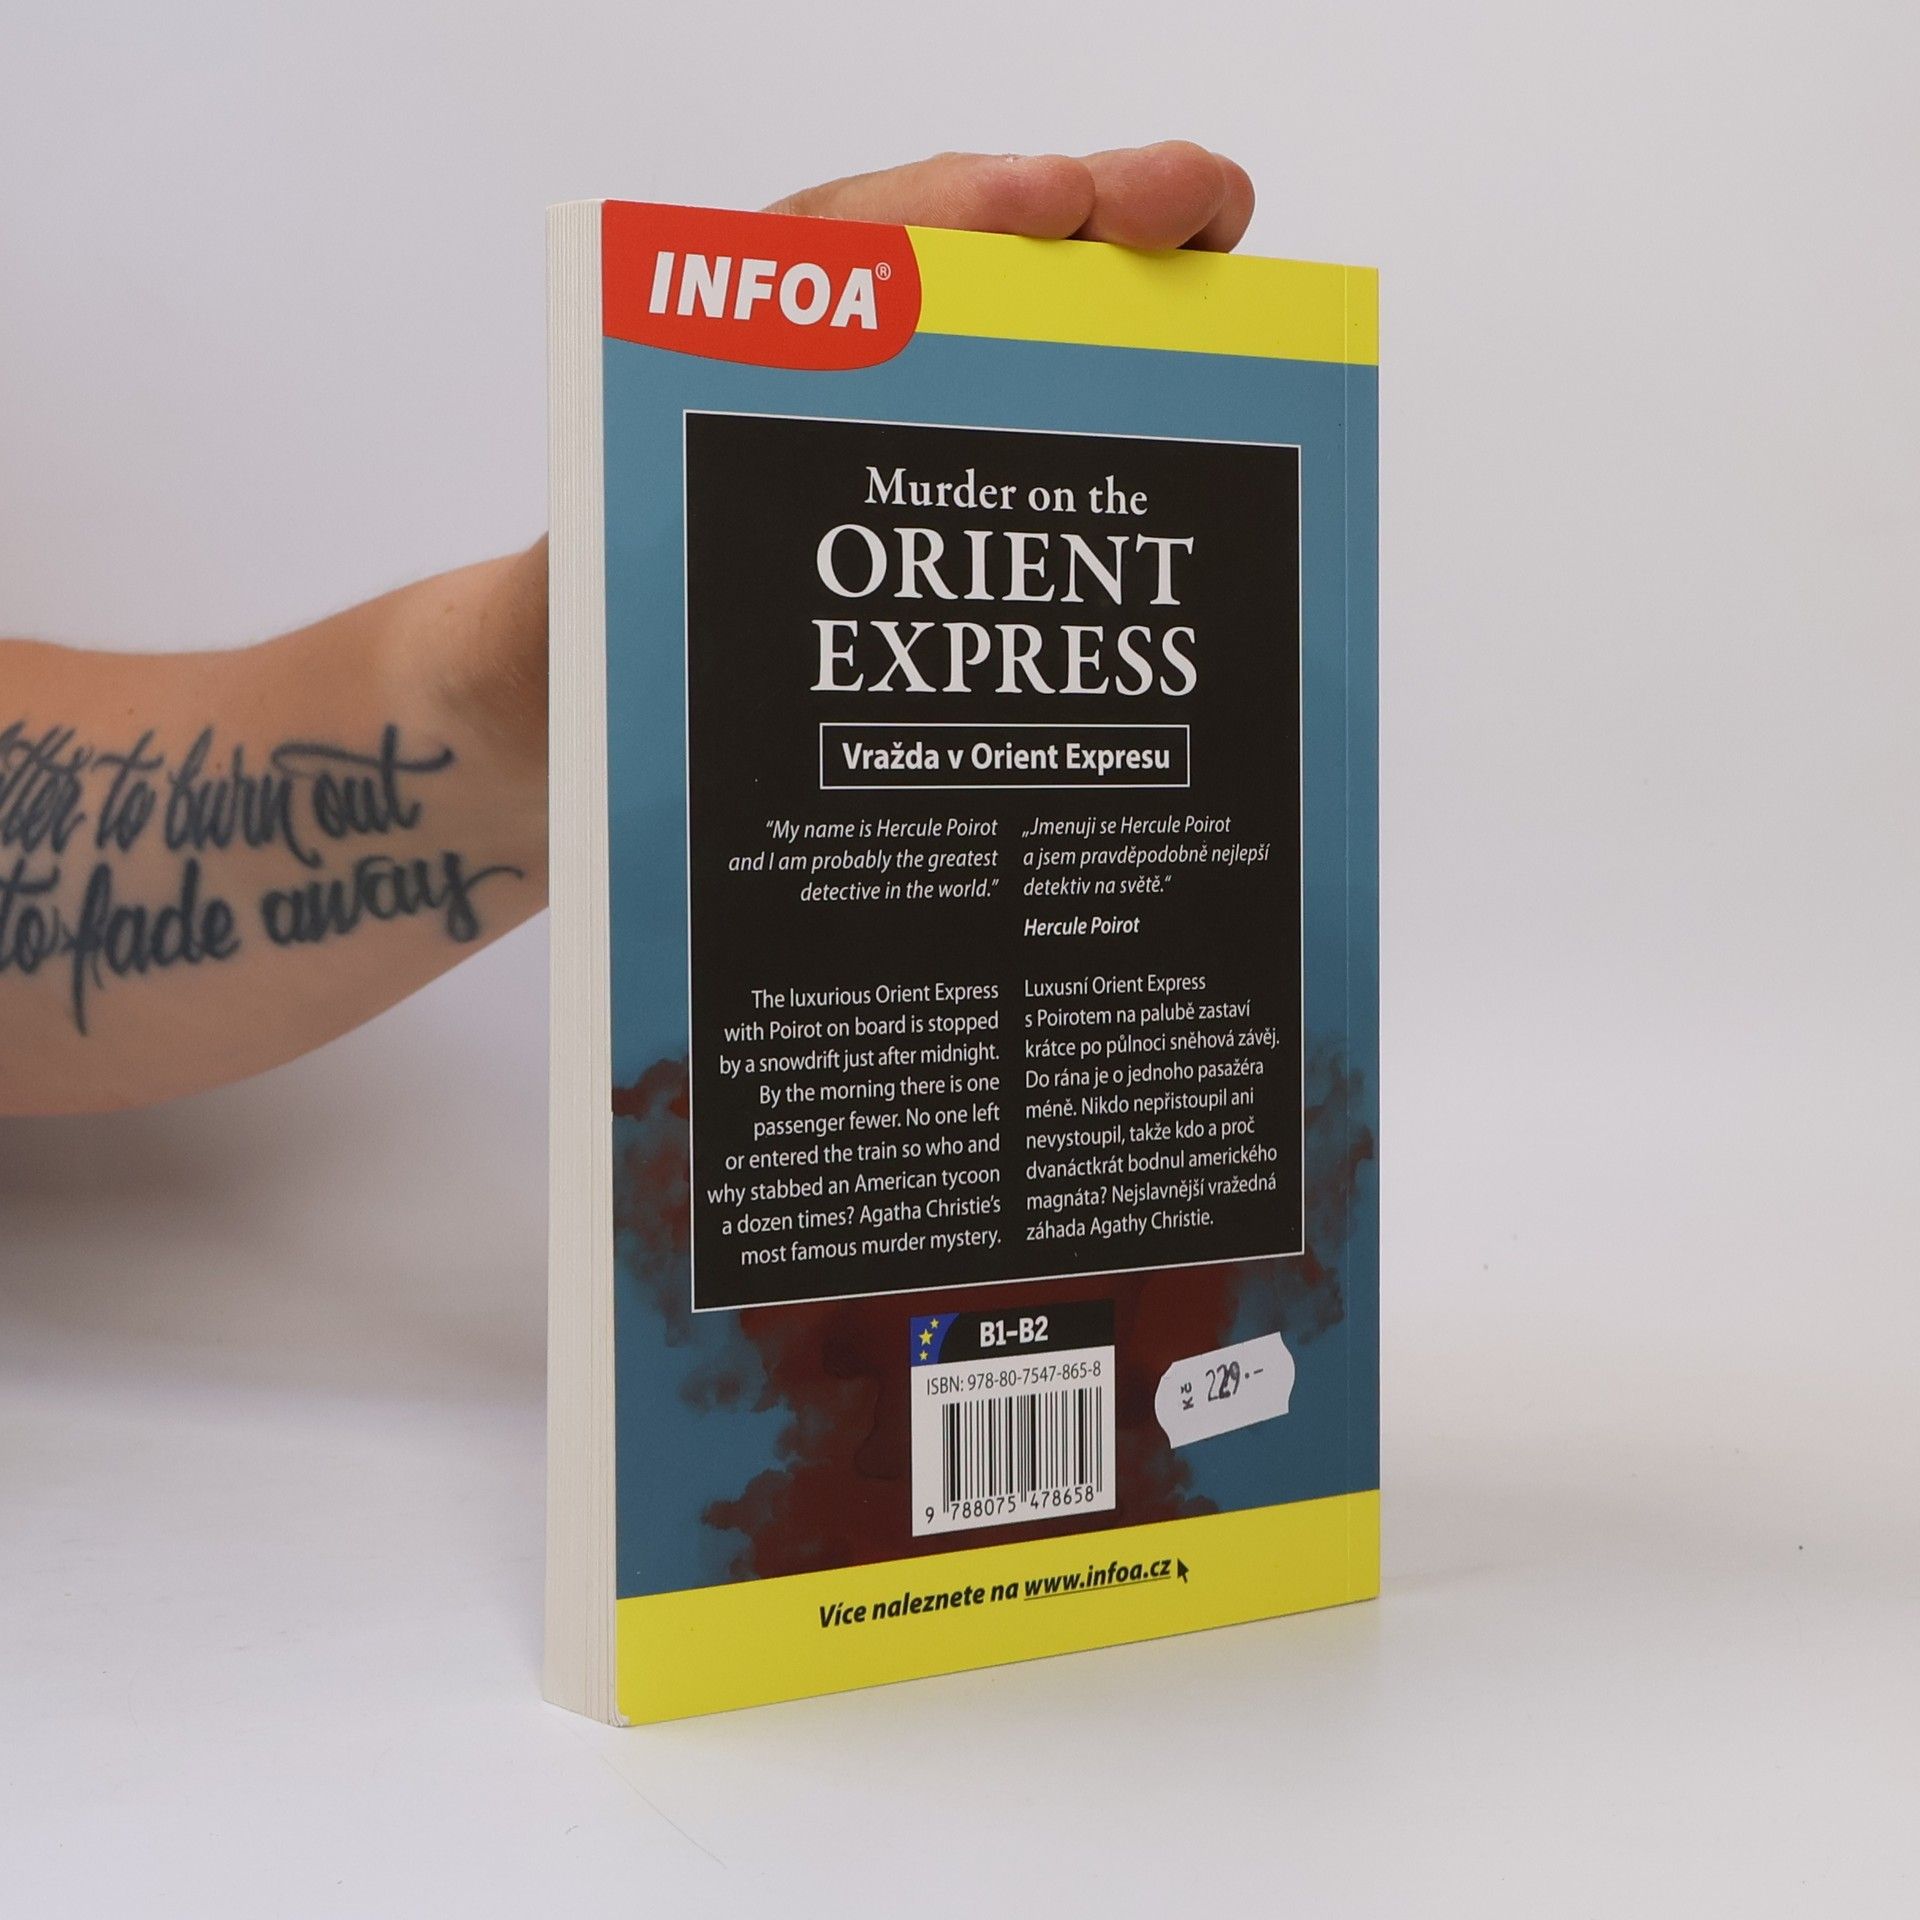 INFOA®
Murder on the
ORIENT
EXPRESS
Vražda v Orient Expresu
“My name is Hercule Poirot
and I am probably the greatest
detective in the world.”
„Jmenuji se Hercule Poirot
a jsem pravděpodobně nejlepší
detektiv na světě.“
Hercule Poirot
The luxurious Orient Express
with Poirot on board is stopped
by a snowdrift just after midnight.
By the morning there is one
passenger fewer. No one left
or entered the train so who and
why stabbed an American tycoon
a dozen times? Agatha Christie’s
most famous murder mystery.
Luxusní Orient Express
s Poirotem na palubě zastaví
krátce po půlnoci sněhová závěj.
Do rána je o jednoho pasažéra
méně. Nikdo nepřistoupil ani
nevystoupil, takže kdo a proč
dvanáctkrát bodnul amerického
magnáta? Nejslavnější vražedná
záhada Agathy Christie.
B1–B2
ISBN: 978-80-7547-865-8
9 788075 478658
Kč 229.-
Více naleznete na www.infoa.cz
to burn out
to fade away